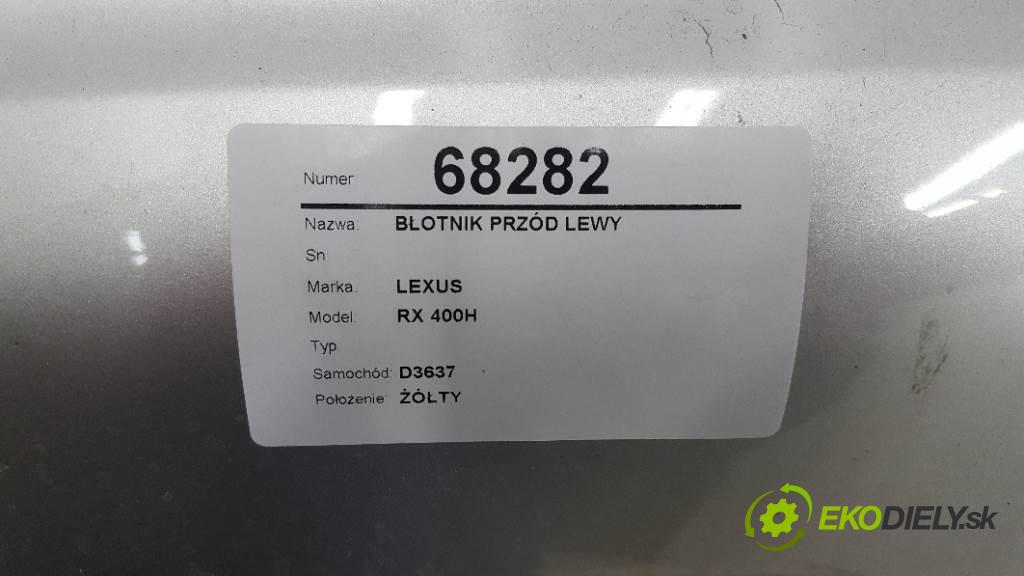 Numer 68282
Nazwa: BŁOTNIK PRZÓD LEWY
Sn
Marka: LEXUS
Model: RX 400H
Typ
Samochód: D3637
Położenie: ŻÓŁTY
EKODIELY.sk